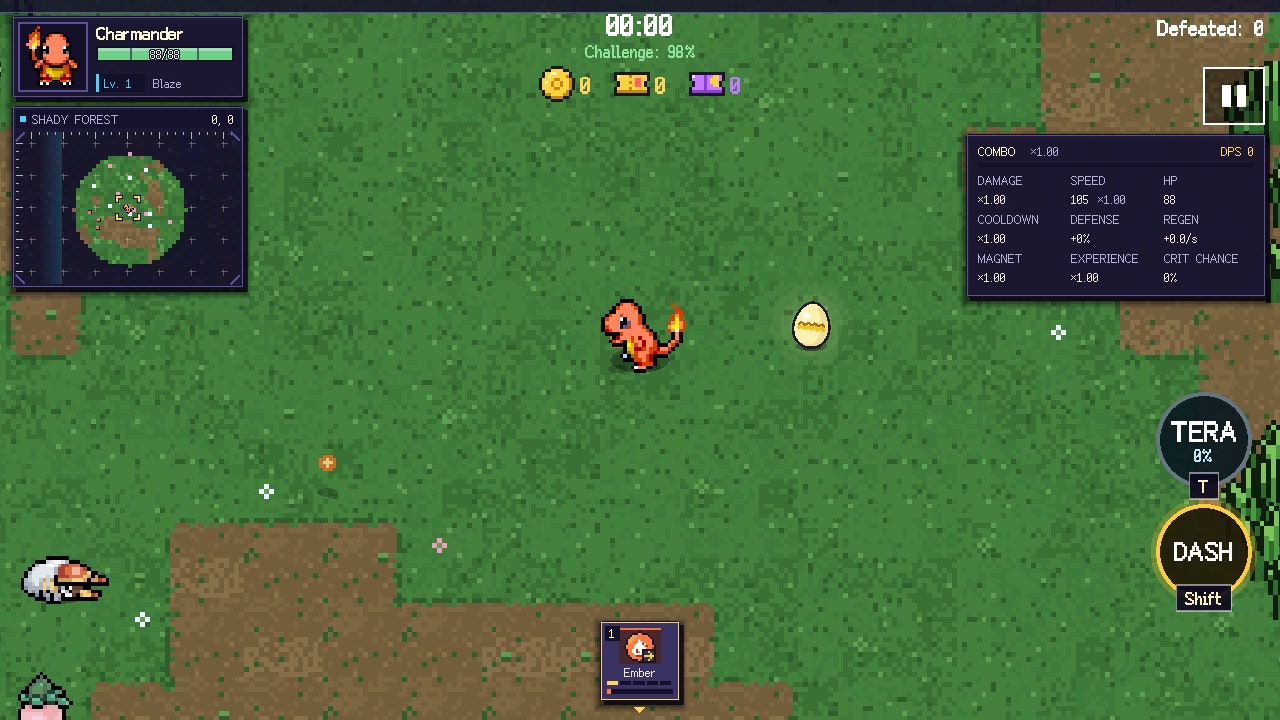 Charmander
88/88
Lv. 1 Blaze
SHADY FOREST 0, 0
00:00
Challenge: 98%
0 0 0
Defeated: 0
COMBO ×1.00 DPS 0
DAMAGE SPEED HP
×1.00 105 ×1.00 88
COOLDOWN DEFENSE REGEN
×1.00 +0% +0.0/s
MAGNET EXPERIENCE CRIT CHANCE
×1.00 ×1.00 0%
TERA
0%
T
DASH
Shift
1
Ember